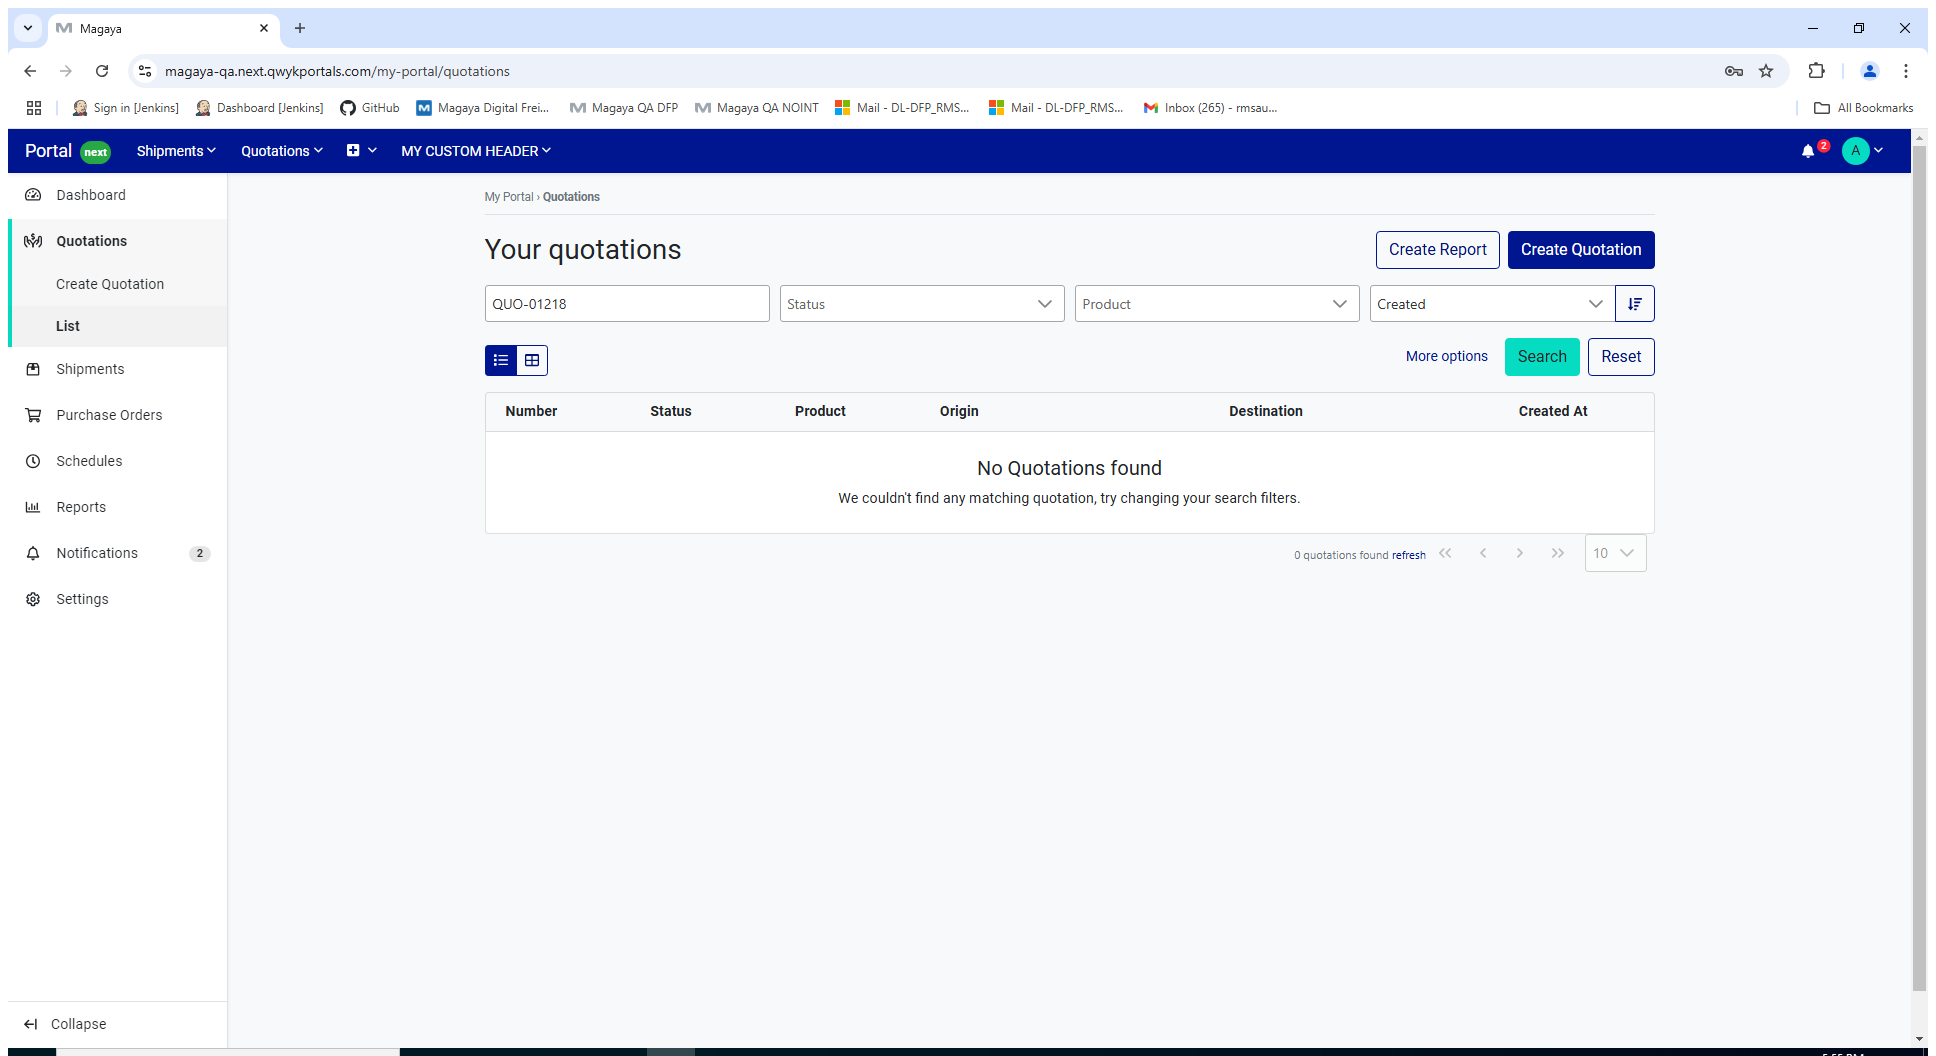 Magaya
magaya-qa.next.qwykportals.com/my-portal/quotations
Sign in [Jenkins]
Dashboard [Jenkins]
GitHub
Magaya Digital Frei...
Magaya QA DFP
Magaya QA NOINT
Mail - DL-DFP_RMS...
Mail - DL-DFP_RMS...
Inbox (265) - rmsau...
All Bookmarks
Portal next
Shipments
Quotations
MY CUSTOM HEADER
2
A
Dashboard
Quotations
Create Quotation
List
Shipments
Purchase Orders
Schedules
Reports
Notifications 2
Settings
Collapse
My Portal › Quotations
Your quotations
Create Report
Create Quotation
QUO-01218
Status
Product
Created
More options
Search
Reset
Number Status Product Origin Destination Created At
No Quotations found
We couldn't find any matching quotation, try changing your search filters.
0 quotations found refresh
10